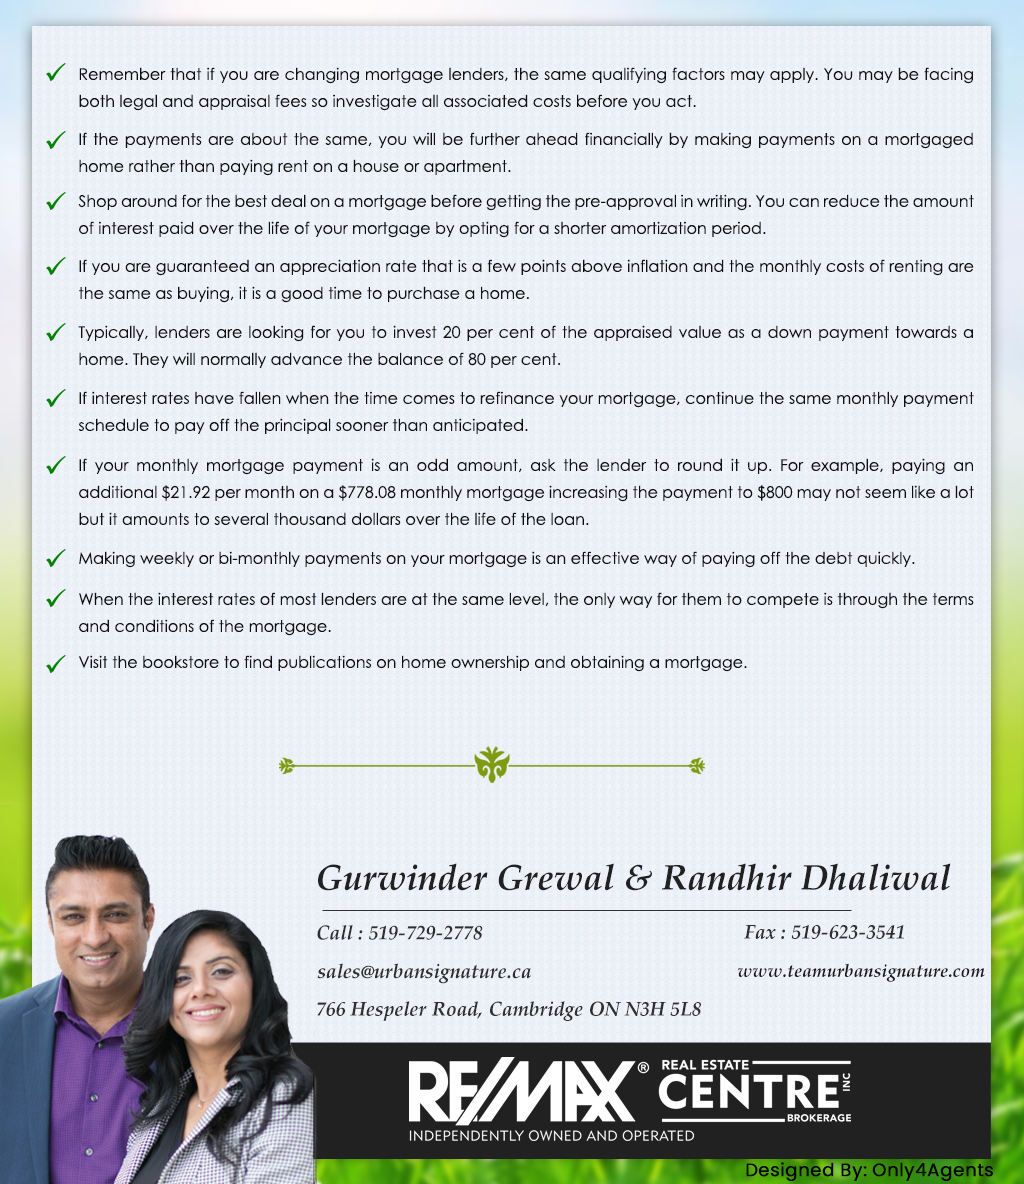 Remember that if you are changing mortgage lenders, the same qualifying factors may apply. You may be facing
both legal and appraisal fees so investigate all associated costs before you act.
If the payments are about the same, you will be further ahead financially by making payments on a mortgaged
home rather than paying rent on a house or apartment.
Shop around for the best deal on a mortgage before getting the pre-approval in writing. You can reduce the amount
of interest paid over the life of your mortgage by opting for a shorter amortization period.
If you are guaranteed an appreciation rate that is a few points above inflation and the monthly costs of renting are
the same as buying, it is a good time to purchase a home.
Typically, lenders are looking for you to invest 20 per cent of the appraised value as a down payment towards a
home. They will normally advance the balance of 80 per cent.
If interest rates have fallen when the time comes to refinance your mortgage, continue the same monthly payment
schedule to pay off the principal sooner than anticipated.
If your monthly mortgage payment is an odd amount, ask the lender to round it up. For example, paying an
additional $21.92 per month on a $778.08 monthly mortgage increasing the payment to $800 may not seem like a lot
but it amounts to several thousand dollars over the life of the loan.
Making weekly or bi-monthly payments on your mortgage is an effective way of paying off the debt quickly.
When the interest rates of most lenders are at the same level, the only way for them to compete is through the terms
and conditions of the mortgage.
Visit the bookstore to find publications on home ownership and obtaining a mortgage.
Gurwinder Grewal & Randhir Dhaliwal
Call : 519-729-2778
Fax : 519-623-3541
sales@urbansignature.ca
www.teamurbansignature.com
766 Hespeler Road, Cambridge ON N3H 5L8
RE/MAX®
REAL ESTATE
CENTRE INC
BROKERAGE
INDEPENDENTLY OWNED AND OPERATED
Designed By: Only4Agents